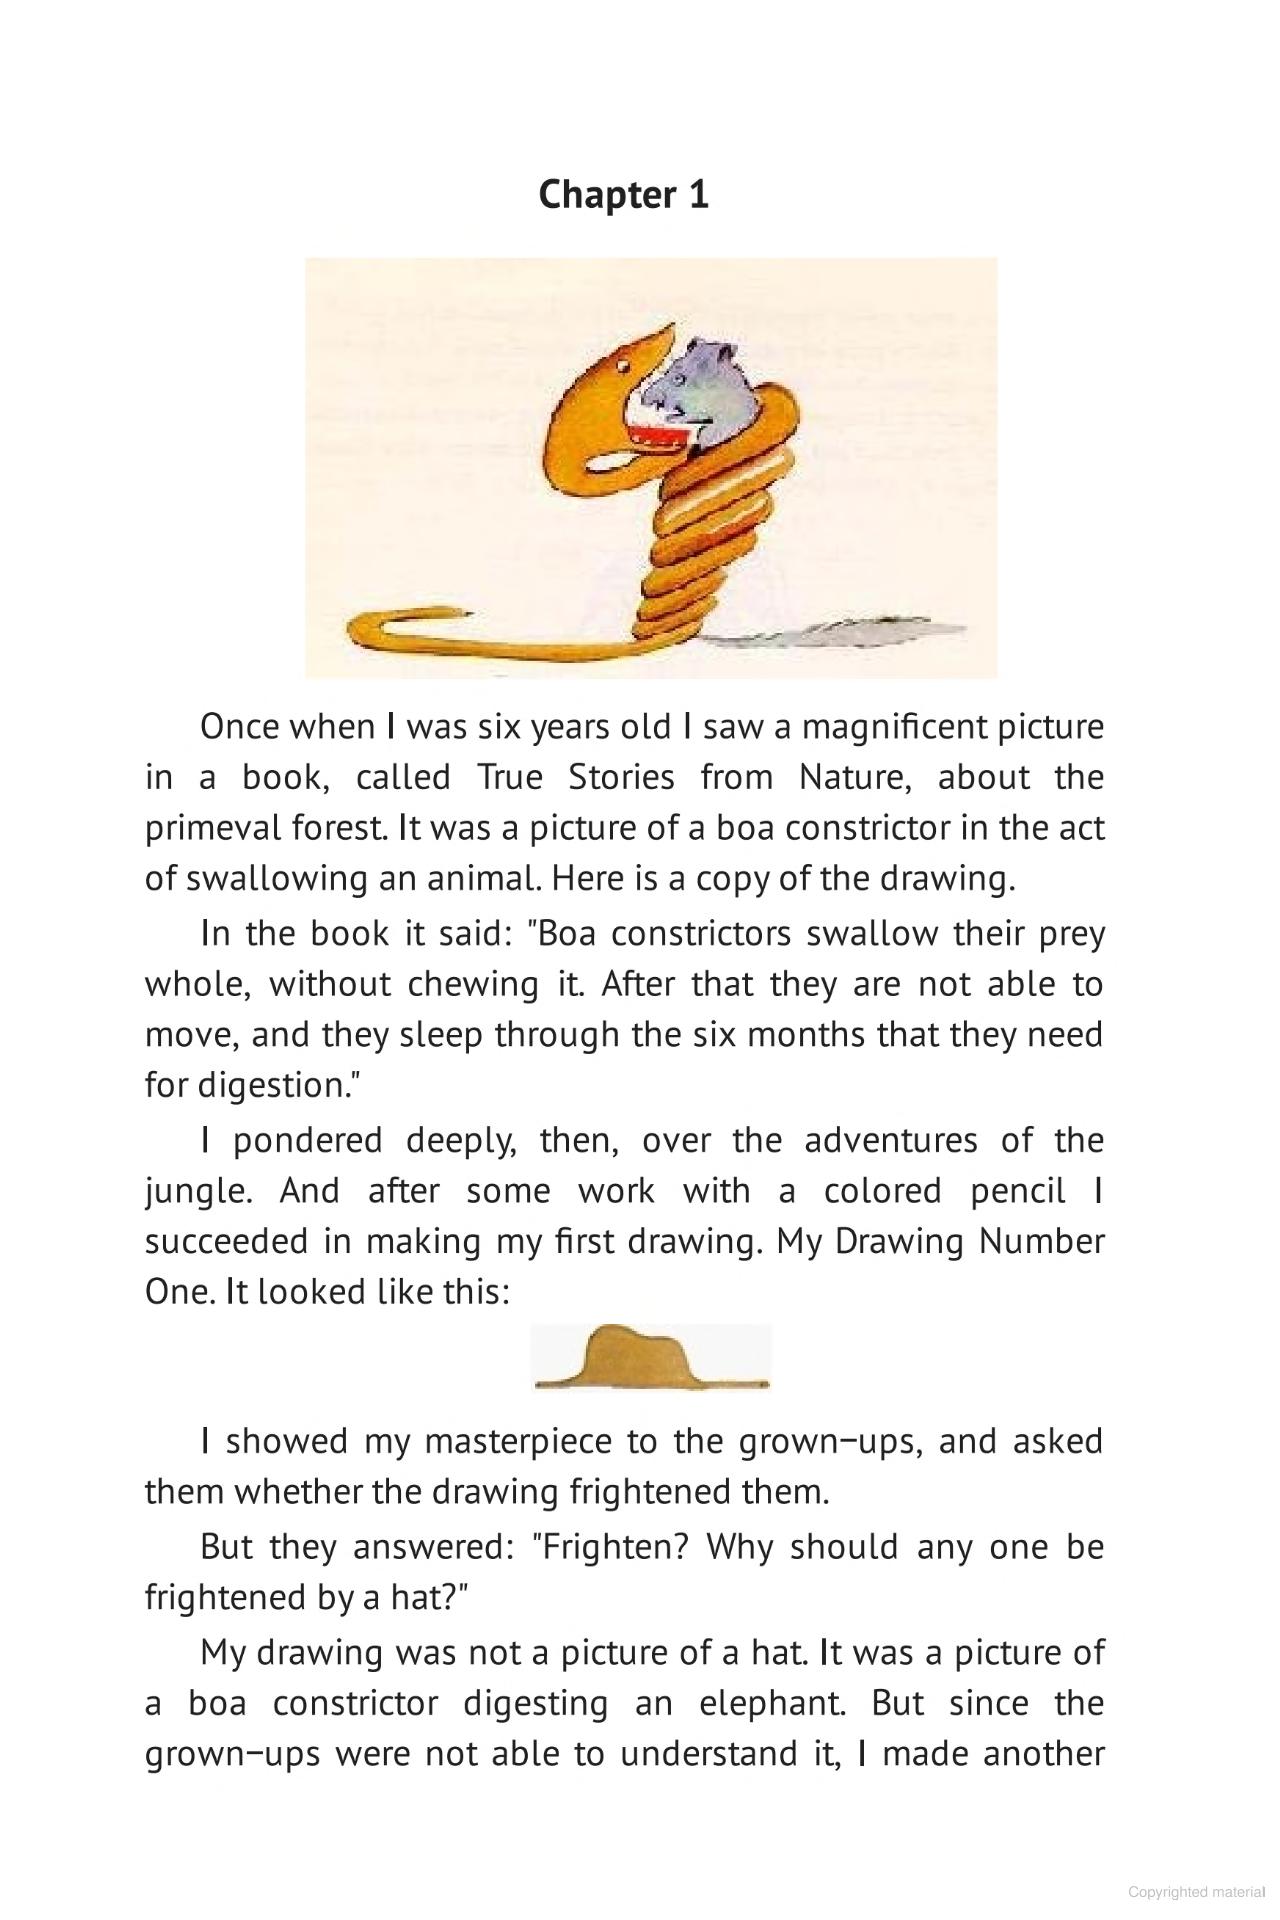 Chapter 1
Once when I was six years old I saw a magnificent picture
in a book, called True Stories from Nature, about the
primeval forest. It was a picture of a boa constrictor in the act
of swallowing an animal. Here is a copy of the drawing.
In the book it said: "Boa constrictors swallow their prey
whole, without chewing it. After that they are not able to
move, and they sleep through the six months that they need
for digestion."
I pondered deeply, then, over the adventures of the
jungle. And after some work with a colored pencil I
succeeded in making my first drawing. My Drawing Number
One. It looked like this:
I showed my masterpiece to the grown-ups, and asked
them whether the drawing frightened them.
But they answered: "Frighten? Why should any one be
frightened by a hat?"
My drawing was not a picture of a hat. It was a picture of
a boa constrictor digesting an elephant. But since the
grown-ups were not able to understand it, I made another
Copyrighted material